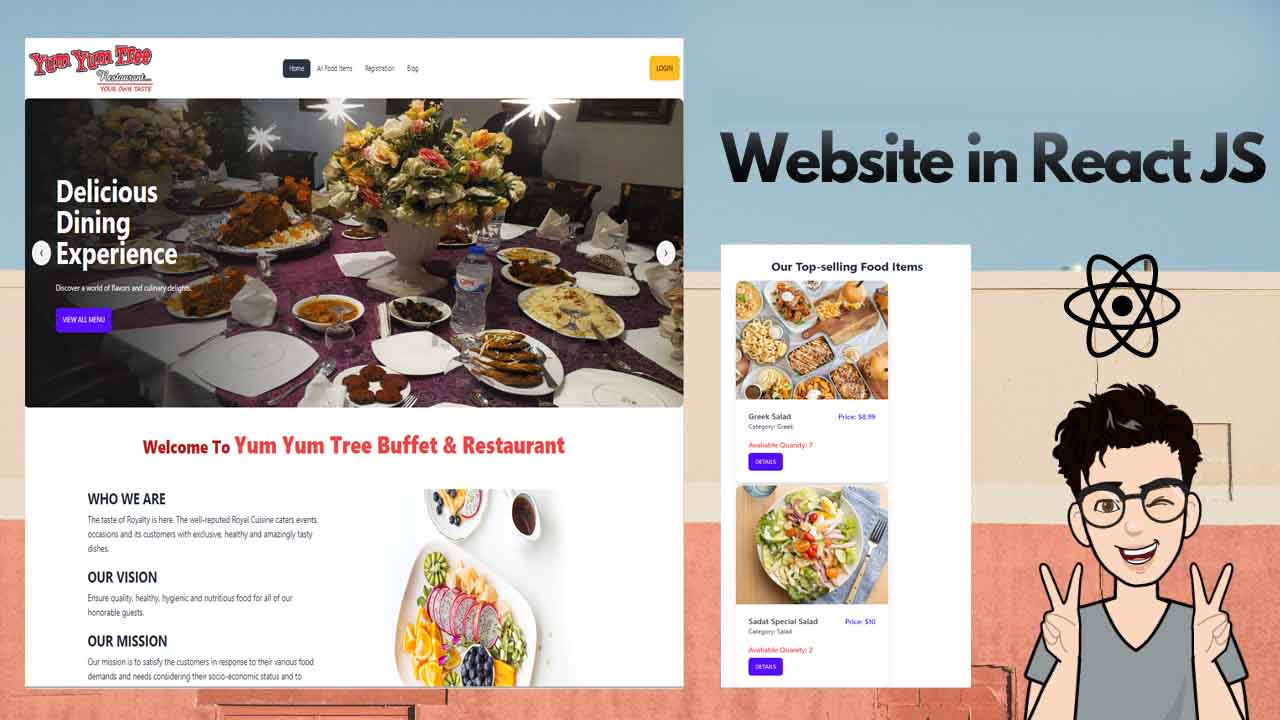 Yum Yum Tree
Restaurant...
YOUR OWN TASTE
Home
All Food Items
Registration
Blog
LOGIN
Delicious
Dining
Experience
Discover a world of flavors and culinary delights.
VIEW ALL MENU
Welcome To Yum Yum Tree Buffet & Restaurant
WHO WE ARE
The taste of Royalty is here. The well-reputed Royal Cuisine caters events,
occasions and its customers with exclusive, healthy and amazingly tasty
dishes.
OUR VISION
Ensure quality, healthy, hygienic and nutritious food for all of our
honorable guests.
OUR MISSION
Our mission is to satisfy the customers in response to their various food
demands and needs considering their socio-economic status and to
Website in React JS
Our Top-selling Food Items
Greek Salad
Price: $8.99
Category: Greek
Avaliable Quanity: 7
DETAILS
Sadat Special Salad
Price: $10
Category: Salad
Avaliable Quanity: 2
DETAILS